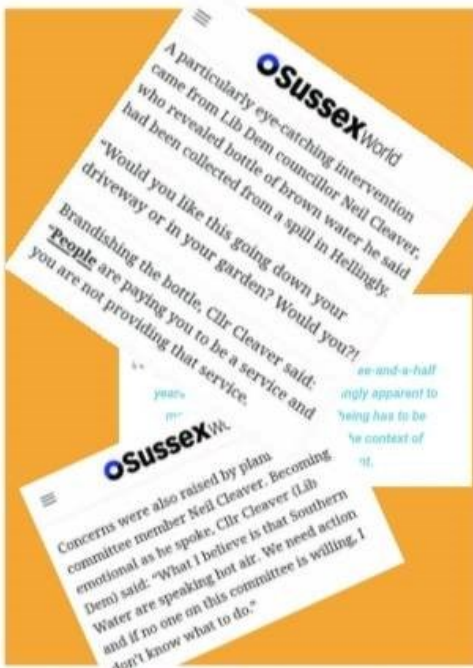 SussexWorld
A particularly eye-catching intervention
came from Lib Dem councillor Neil Cleaver,
who revealed bottle of brown water he said
had been collected from a spill in Hellingly.
"Would you like this going down your
driveway or in your garden? Would you?!
Brandishing the bottle, Cllr Cleaver said:
"People are paying you to be a service and
you are not providing that service.
ee-and-a-half
years
ingly apparent to
being has to be
he context of
nt.
SussexW
Concerns were also raised by plann
committee member Neil Cleaver. Becoming
emotional as he spoke, Cllr Cleaver (Lib
Dem) said: "What I believe is that Southern
Water are speaking hot air. We need action
and if no one on this committee is willing, I
don't know what to do."